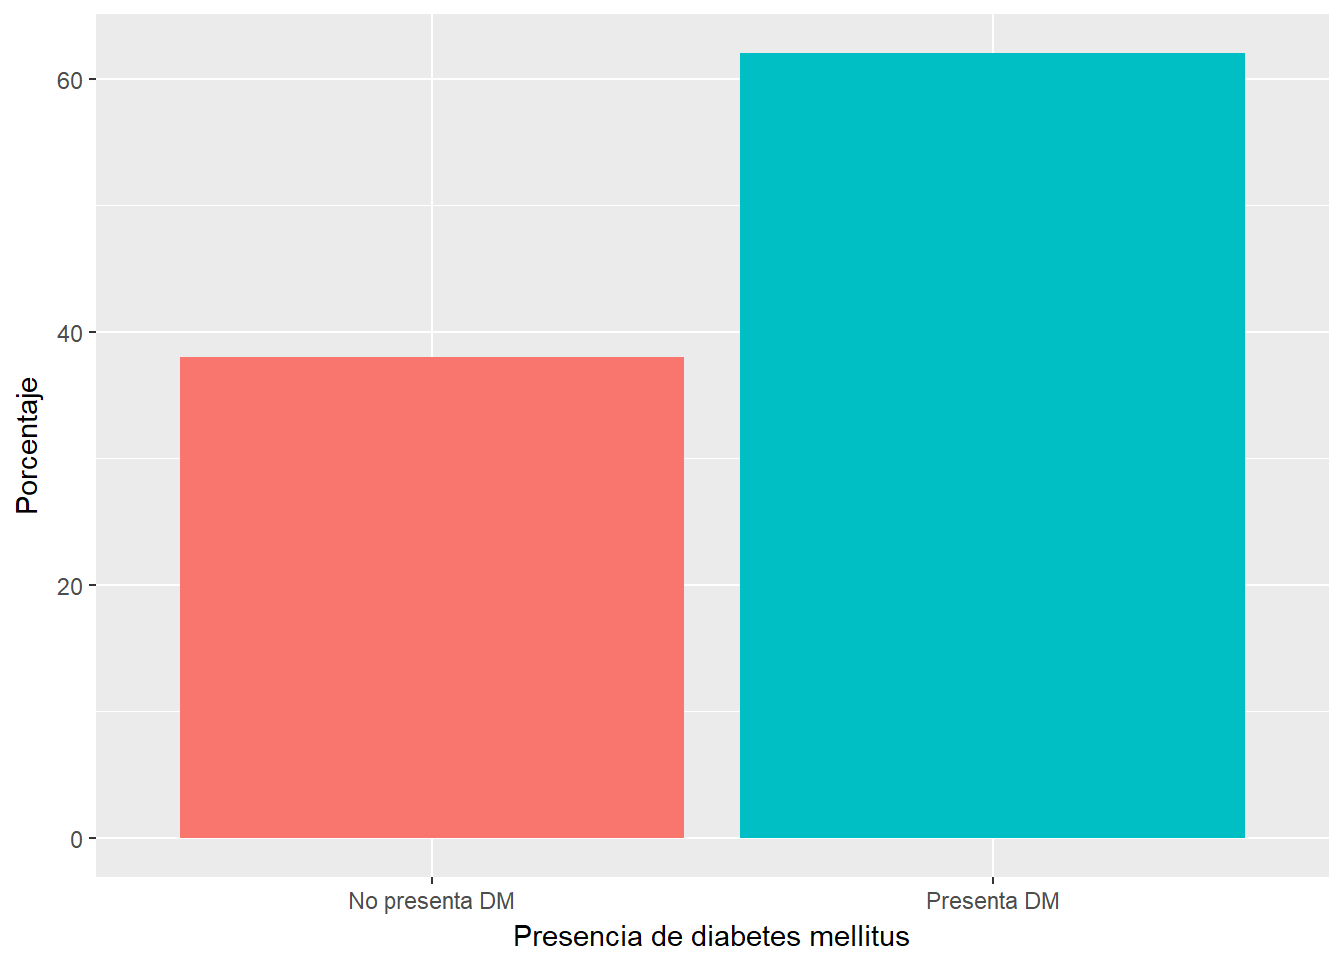 Porcentaje
60
40
20
0
No presenta DM
Presenta DM
Presencia de diabetes mellitus